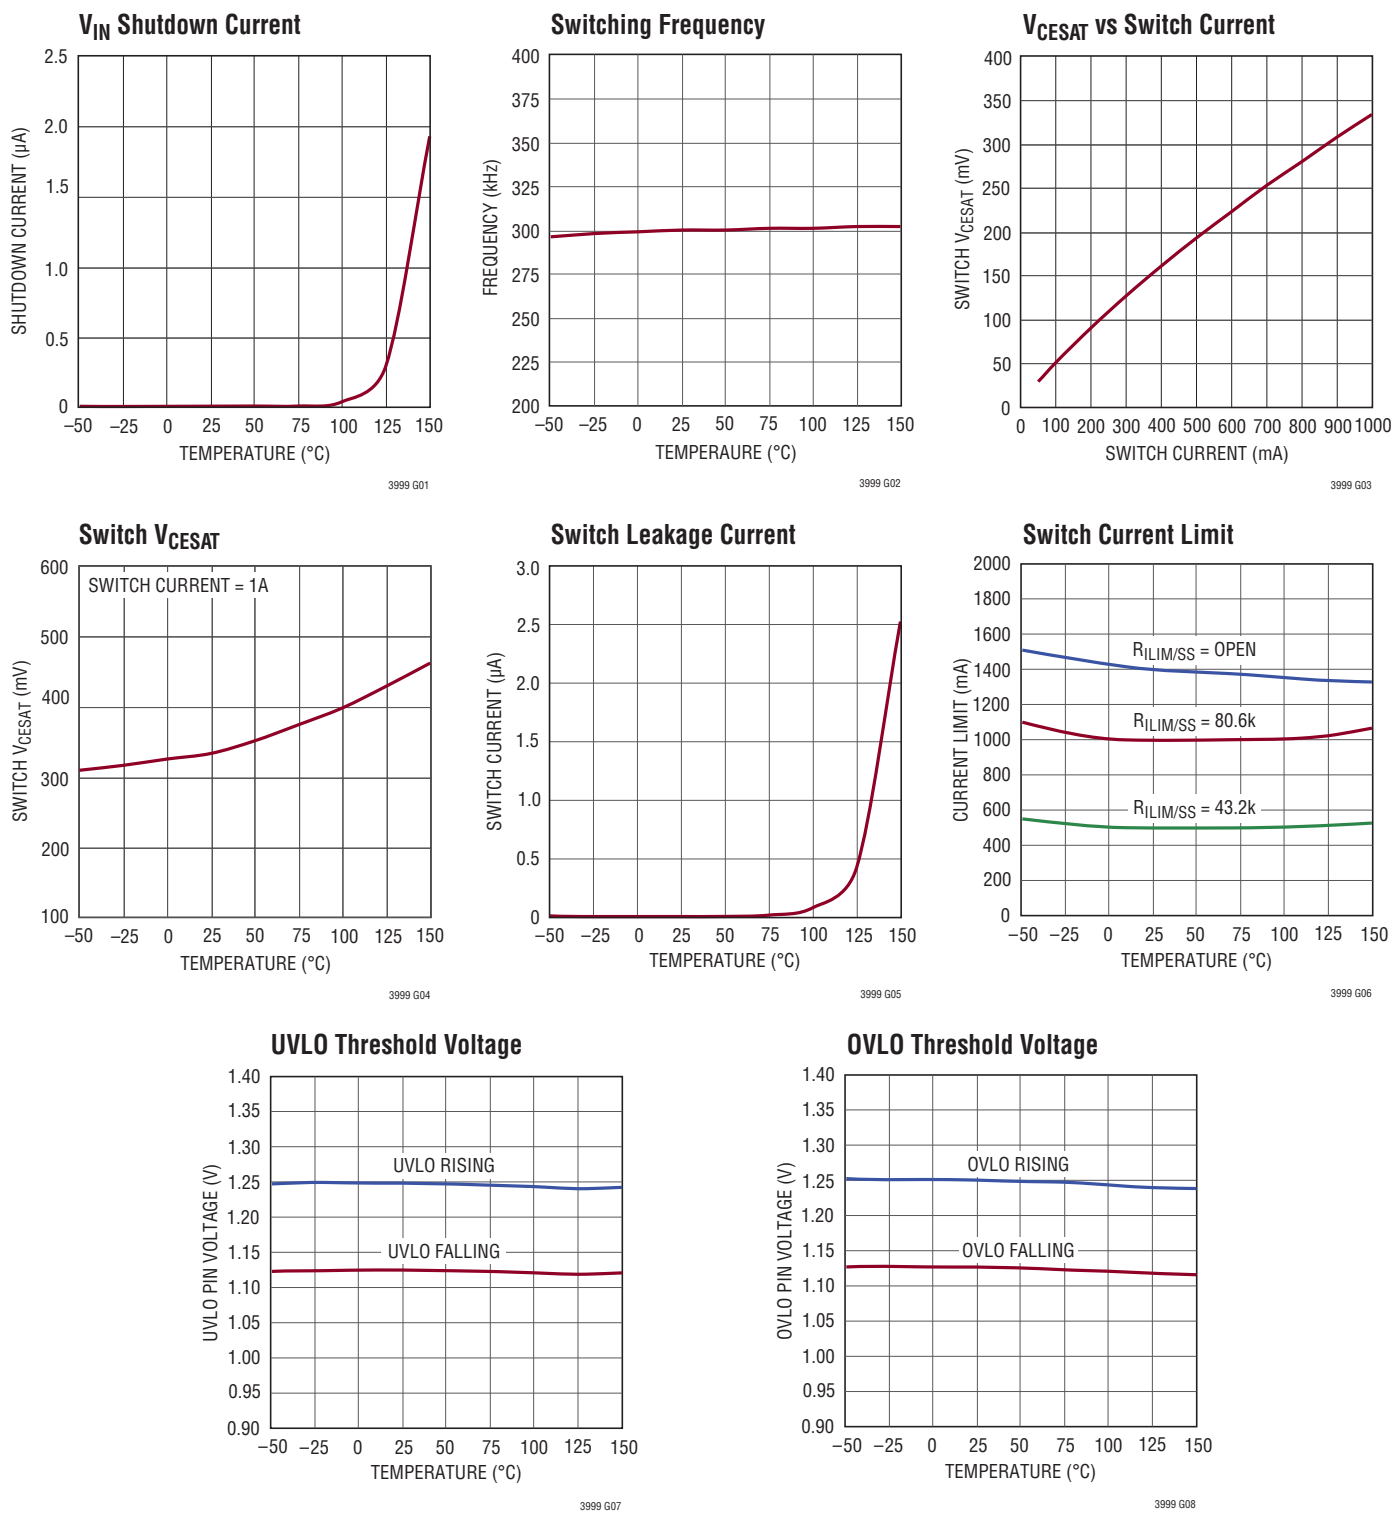 VIN Shutdown Current
2.5
2.0
1.5
1.0
0.5
0
SHUTDOWN CURRENT (µA)
–50 –25 0 25 50 75 100 125 150
TEMPERATURE (°C)
3999 G01
Switching Frequency
400
375
350
325
300
275
250
225
200
FREQUENCY (kHz)
–50 –25 0 25 50 75 100 125 150
TEMPERAURE (°C)
3999 G02
VCESAT vs Switch Current
400
350
300
250
200
150
100
50
0
SWITCH VCESAT (mV)
0 100 200 300 400 500 600 700 800 900 1000
SWITCH CURRENT (mA)
3999 G03
Switch VCESAT
600
500
400
300
200
100
SWITCH VCESAT (mV)
SWITCH CURRENT = 1A
–50 –25 0 25 50 75 100 125 150
TEMPERATURE (°C)
3999 G04
Switch Leakage Current
3.0
2.5
2.0
1.5
1.0
0.5
0
SWITCH CURRENT (µA)
–50 –25 0 25 50 75 100 125 150
TEMPERATURE (°C)
3999 G05
Switch Current Limit
2000
1800
1600
1400
1200
1000
800
600
400
200
0
CURRENT LIMIT (mA)
RILIM/SS = OPEN
RILIM/SS = 80.6k
RILIM/SS = 43.2k
–50 –25 0 25 50 75 100 125 150
TEMPERATURE (°C)
3999 G06
UVLO Threshold Voltage
1.40
1.35
1.30
1.25
1.20
1.15
1.10
1.05
1.00
0.95
0.90
UVLO PIN VOLTAGE (V)
UVLO RISING
UVLO FALLING
–50 –25 0 25 50 75 100 125 150
TEMPERATURE (°C)
3999 G07
OVLO Threshold Voltage
1.40
1.35
1.30
1.25
1.20
1.15
1.10
1.05
1.00
0.95
0.90
OVLO PIN VOLTAGE (V)
OVLO RISING
OVLO FALLING
–50 –25 0 25 50 75 100 125 150
TEMPERATURE (°C)
3999 G08